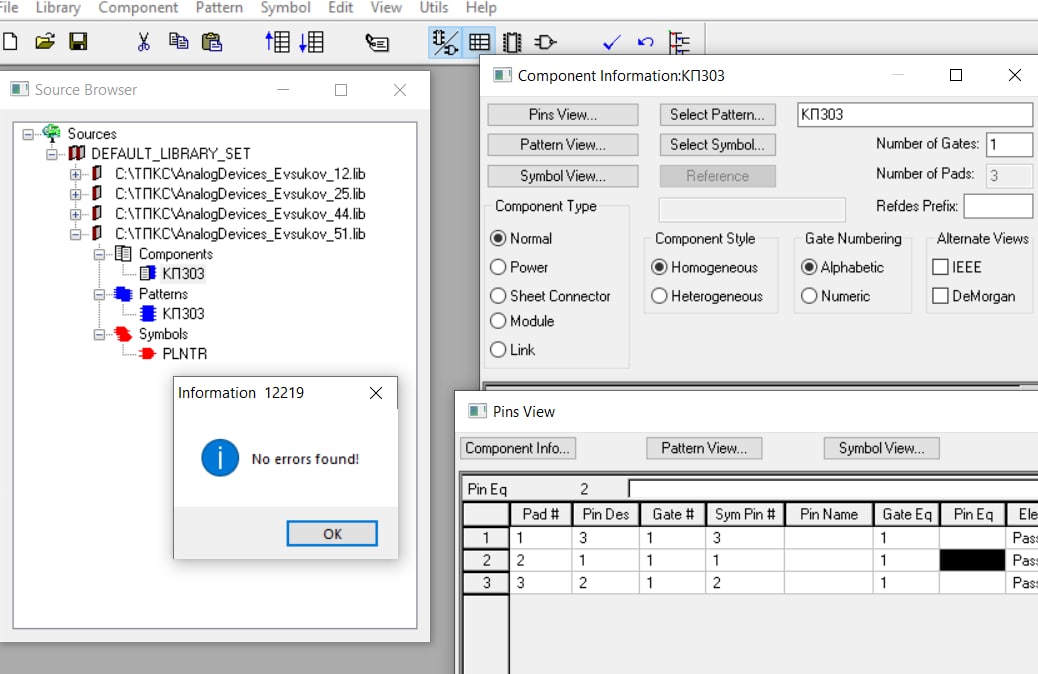 File Library Component Pattern Symbol Edit View Utils Help
Source Browser
Sources
DEFAULT_LIBRARY_SET
C:\ТПКС\AnalogDevices_Evsukov_12.lib
C:\ТПКС\AnalogDevices_Evsukov_25.lib
C:\ТПКС\AnalogDevices_Evsukov_44.lib
C:\ТПКС\AnalogDevices_Evsukov_51.lib
Components
КП303
Patterns
КП303
Symbols
PLNTR
Information 12219
No errors found!
OK
Component Information:КП303
Pins View... Select Pattern... КП303
Pattern View... Select Symbol... Number of Gates: 1
Symbol View... Reference Number of Pads: 3
Refdes Prefix:
Component Type
Normal
Power
Sheet Connector
Module
Link
Component Style
Homogeneous
Heterogeneous
Gate Numbering
Alphabetic
Numeric
Alternate Views
IEEE
DeMorgan
Pins View
Component Info... Pattern View... Symbol View...
Pin Eq 2
Pad # Pin Des Gate # Sym Pin # Pin Name Gate Eq Pin Eq Ele
1 1 3 1 3 1 Pass
2 2 1 1 1 1 Pass
3 3 2 1 2 1 Pass